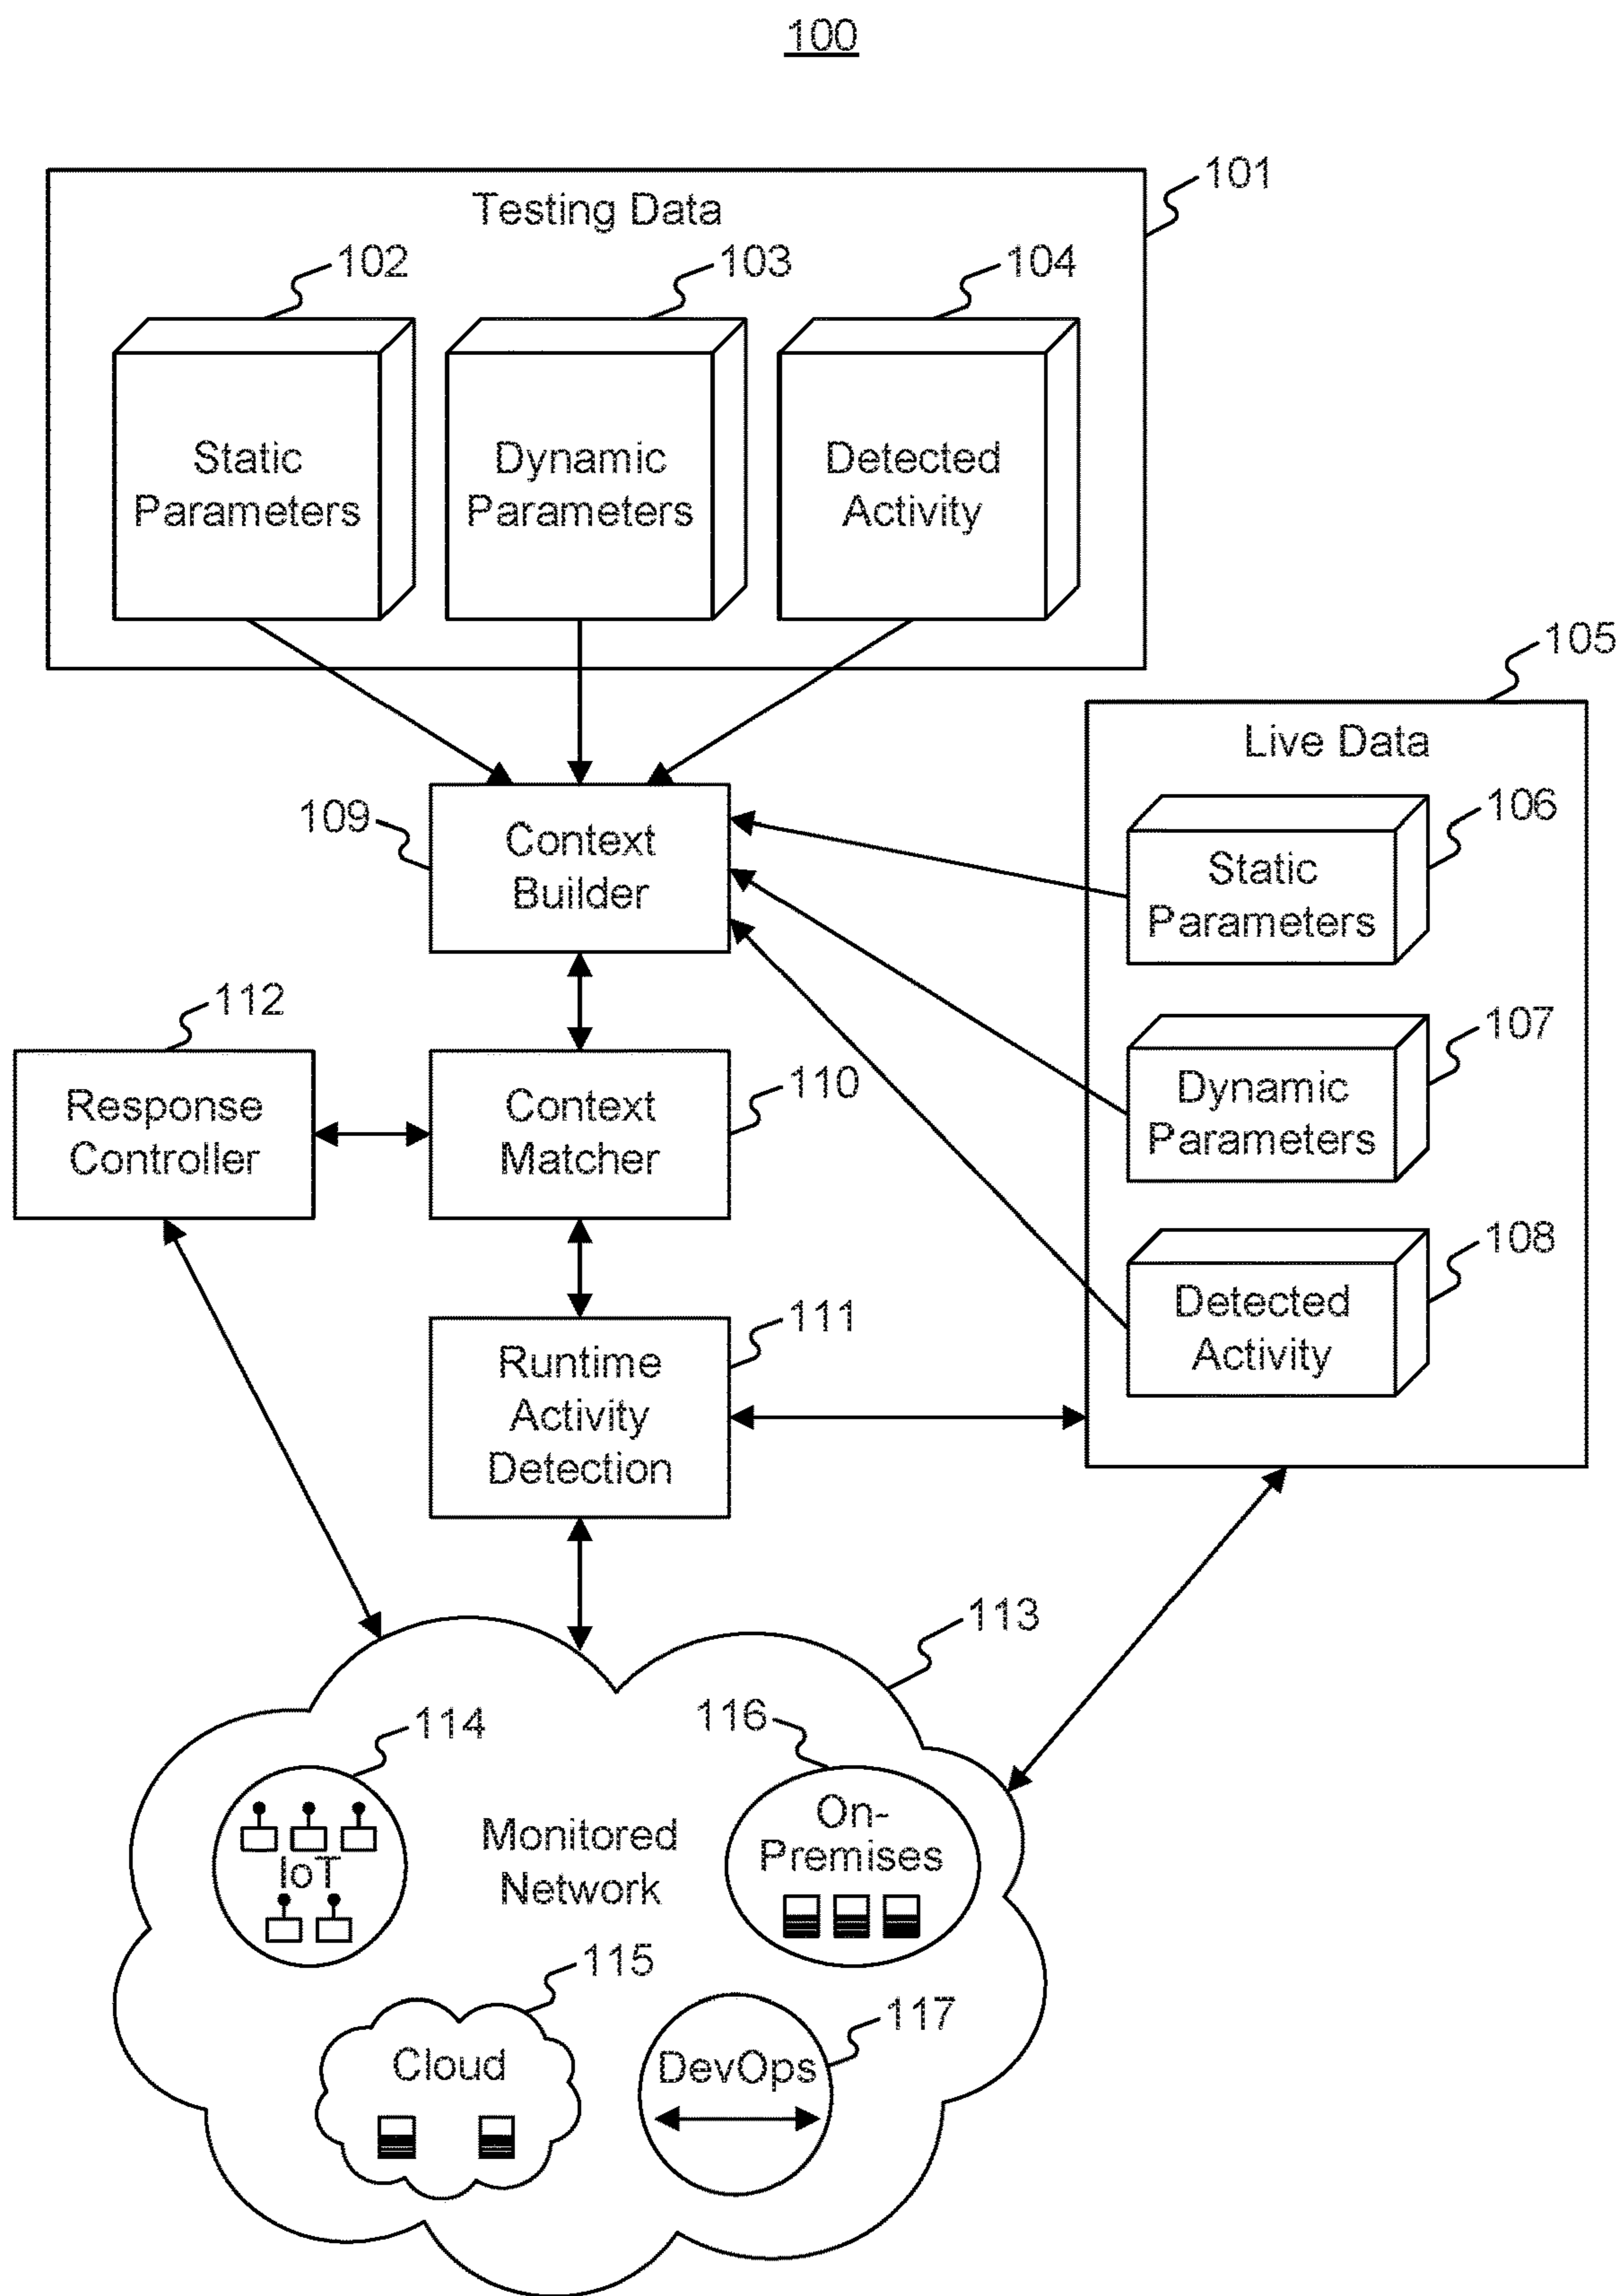 100
101
Testing Data
102
103
104
Static
Parameters
Dynamic
Parameters
Detected
Activity
105
Live Data
106
Static
Parameters
107
Dynamic
Parameters
108
Detected
Activity
109
Context
Builder
112
Response
Controller
110
Context
Matcher
111
Runtime
Activity
Detection
113
114
IoT
Monitored
Network
116
On-
Premises
115
Cloud
117
DevOps